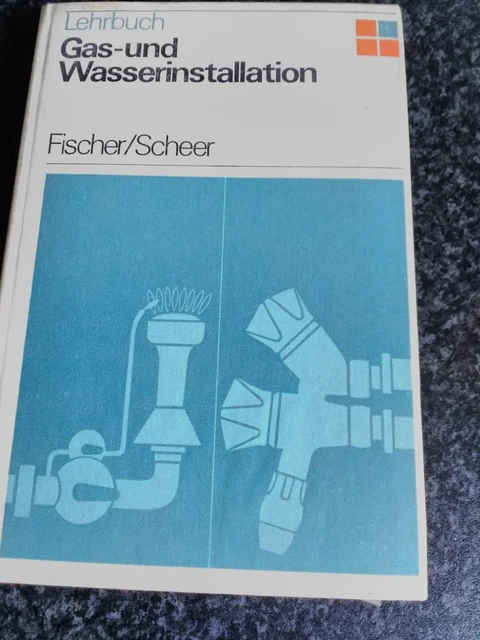 Lehrbuch
Gas-und
Wasserinstallation
Fischer/Scheer